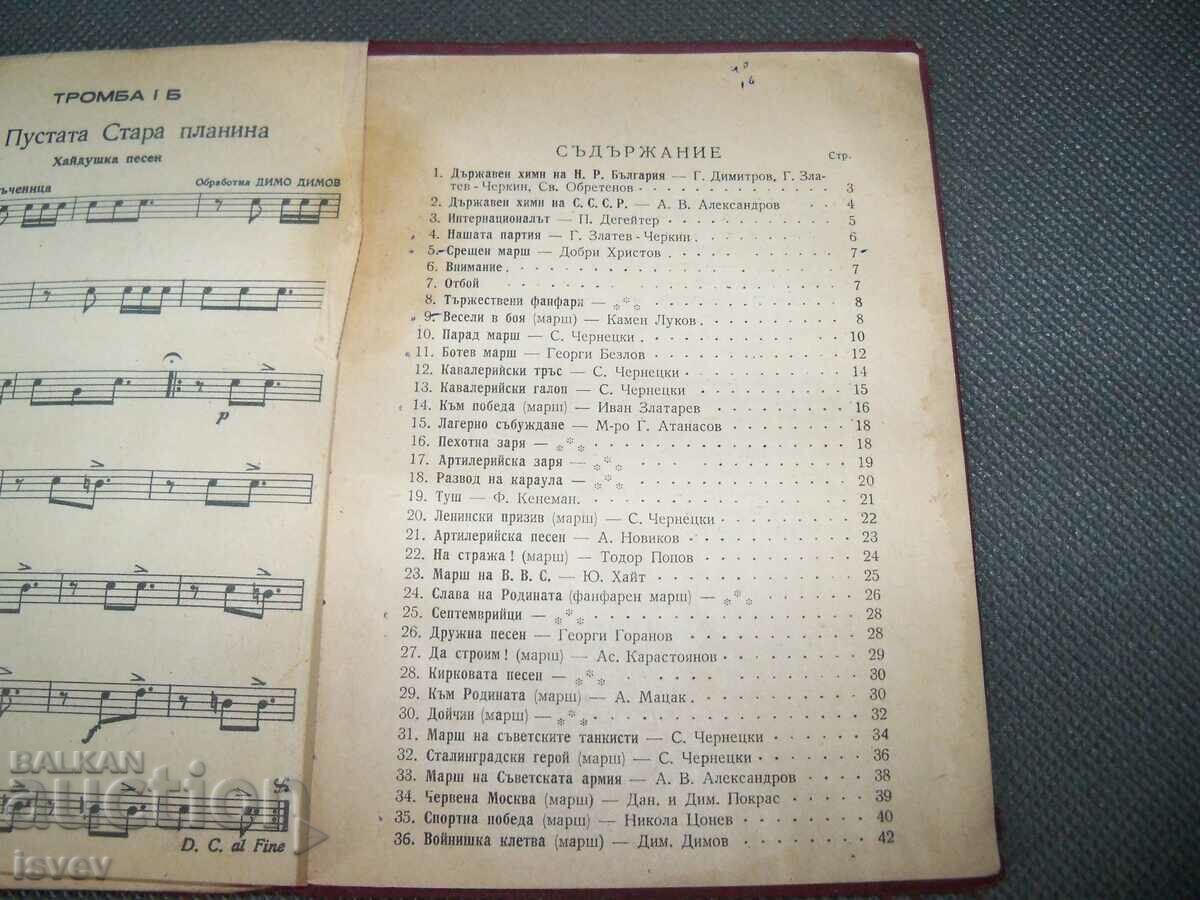 ТРОМБА I Б
Пустата Стара планина
Хайдушка песен
ъченица
Обработил ДИМО ДИМОВ
p
f
D. C. al Fine
СЪДЪРЖАНИЕ
Стр.
1. Държавен химн на Н. Р. България — Г. Димитров, Г. Зла-
тев-Черкин, Св. Обретенов 3
2. Държавен химн на С. С. С. Р. — А. В. Александров 4
3. Интернационалът — П. Дегейтер 5
4. Нашата партия — Г. Златев-Черкин 6
5. Срещен марш — Добри Христов 7
6. Внимание 7
7. Отбой 7
8. Тържествени фанфари — *** 8
9. Весели в боя (марш) — Камен Луков 8
10. Парад марш — С. Чернецки 10
11. Ботев марш — Георги Безлов 12
12. Кавалерийски тръс — С. Чернецки 14
13. Кавалерийски галоп — С. Чернецки 15
14. Към победа (марш) — Иван Златарев 16
15. Лагерно събуждане — М-ро Г. Атанасов 18
16. Пехотна заря — *** 18
17. Артилерийска заря — *** 19
18. Развод на караула — *** 20
19. Туш — Ф. Кенеман 21
20. Ленински призив (марш) — С. Чернецки 22
21. Артилерийска песен — А. Новиков 23
22. На стража! (марш) — Тодор Попов 24
23. Марш на В. В. С. — Ю. Хайт 25
24. Слава на Родината (фанфарен марш) — *** 26
25. Септемврийци — *** 28
26. Дружна песен — Георги Горанов 28
27. Да строим! (марш) — Ас. Карастоянов 29
28. Кирковата песен — *** 30
29. Към Родината (марш) — А. Мацак 30
30. Дойчин (марш) — *** 32
31. Марш на съветските танкисти — С. Чернецки 34
32. Сталинградски герой (марш) — С. Чернецки 36
33. Марш на Съветската армия — А. В. Александров 38
34. Червена Москва (марш) — Дан. и Дим. Покрас 39
35. Спортна победа (марш) — Никола Цонев 40
36. Войнишка клетва (марш) — Дим. Димов 42
BALKAN
auction
isvev